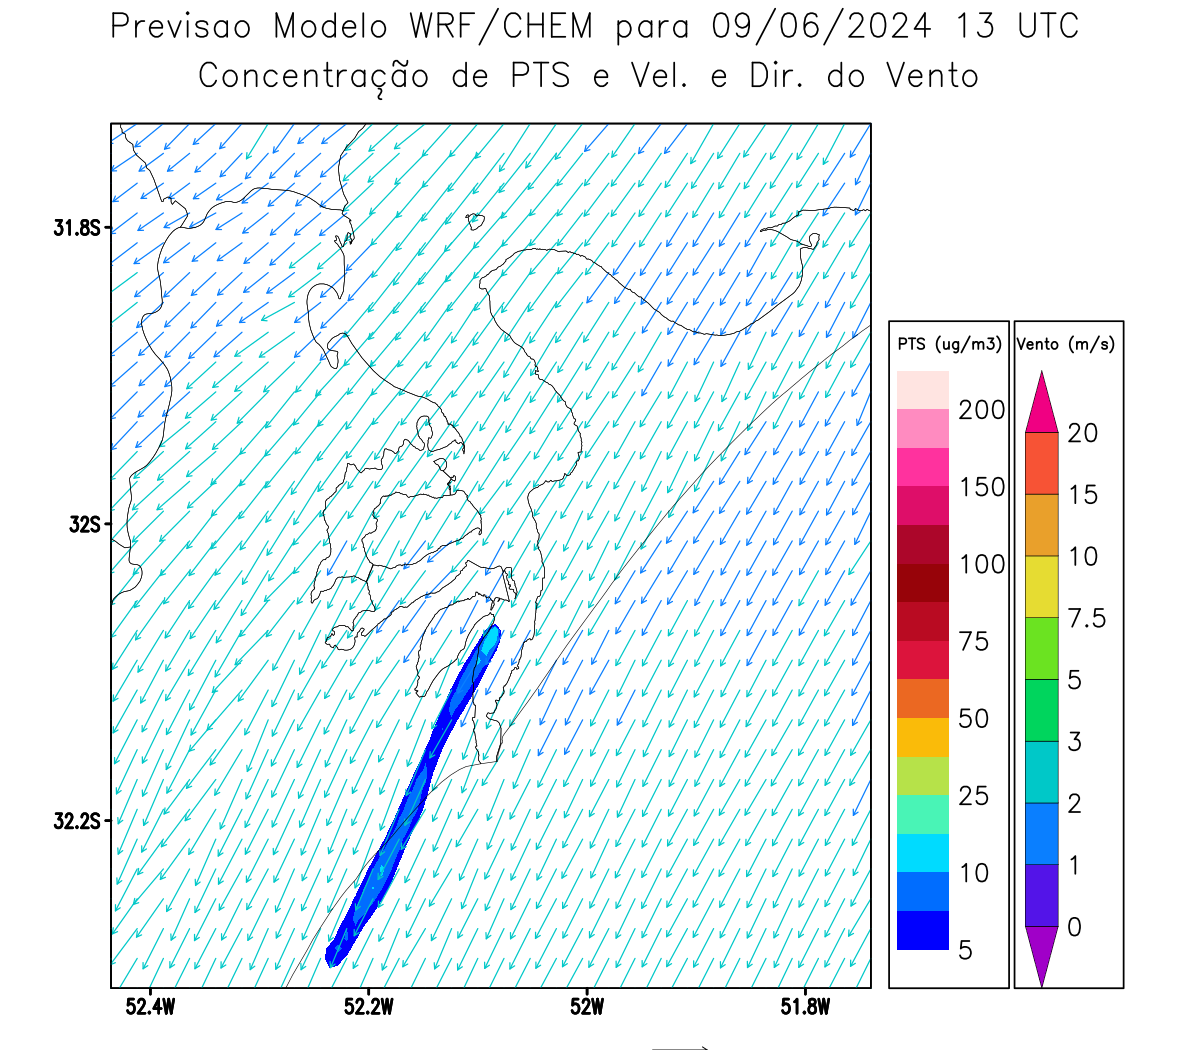 Previsao Modelo WRF/CHEM para 09/06/2024 13 UTC
Concentração de PTS e Vel. e Dir. do Vento
31.8S
32S
32.2S
52.4W
52.2W
52W
51.8W
PTS (ug/m3)
200
150
100
75
50
25
10
5
Vento (m/s)
20
15
10
7.5
5
3
2
1
0